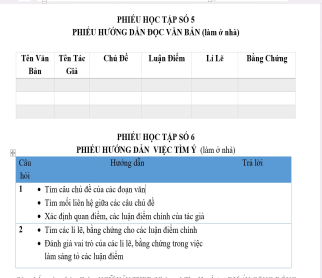 PHIẾU HỌC TẬP SỐ 5
PHIẾU HƯỚNG DẪN ĐỌC VĂN BẢN (làm ở nhà)
Tên Văn Bản Tên Tác Giả Chủ Đề Luận Điểm Lí Lẽ Bằng Chứng
PHIẾU HỌC TẬP SỐ 6
PHIẾU HƯỚNG DẪN VIỆC TÌM Ý (làm ở nhà)
Câu hỏi Hướng dẫn Trả lời
1 • Tìm câu chủ đề của các đoạn văn
• Tìm mối liên hệ giữa các câu chủ đề
• Xác định quan điểm, các luận điểm chính của tác giả
2 • Tìm các lí lẽ, bằng chứng cho các luận điểm chính
• Đánh giá vai trò của các lí lẽ, bằng chứng trong việc
làm sáng tỏ các luận điểm